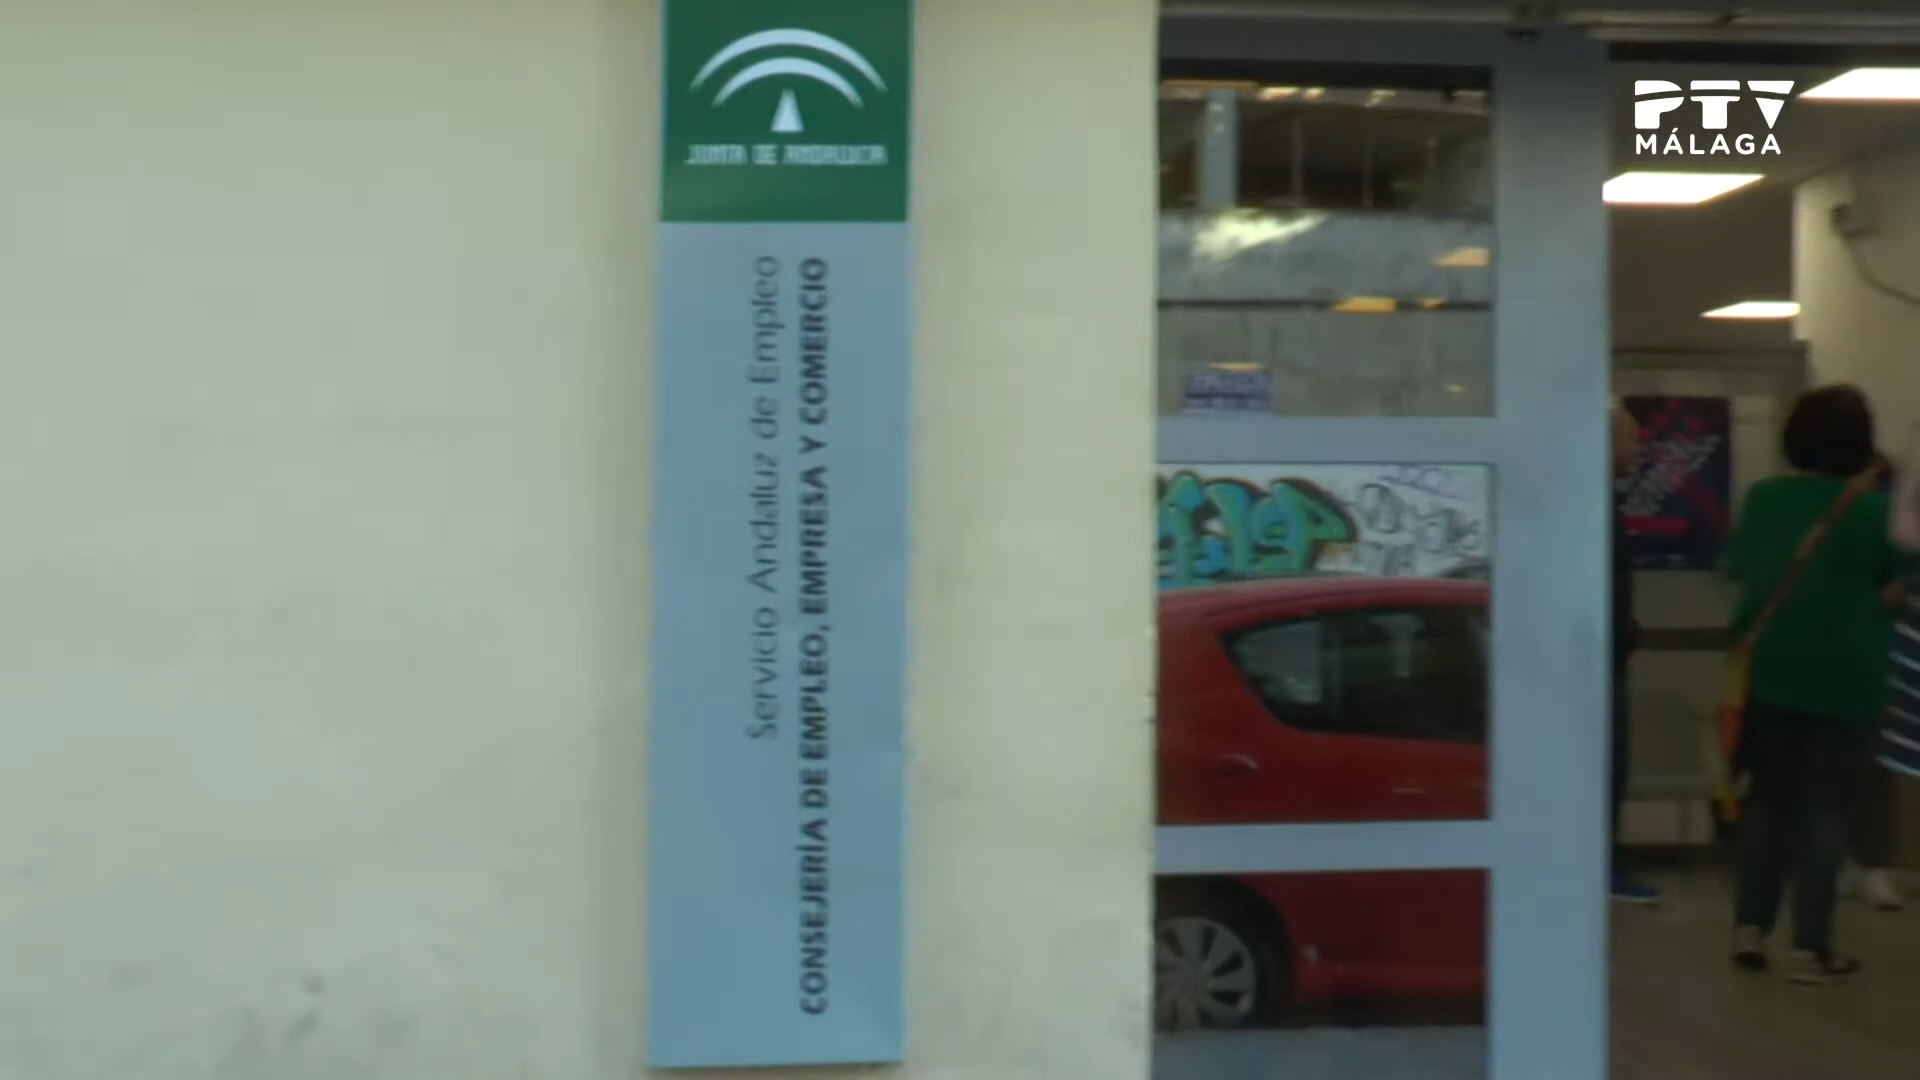 JUNTA DE ANDALUCIA
Servicio Andaluz de Empleo
CONSEJERÍA DE EMPLEO, EMPRESA Y COMERCIO
PTV
MÁLAGA